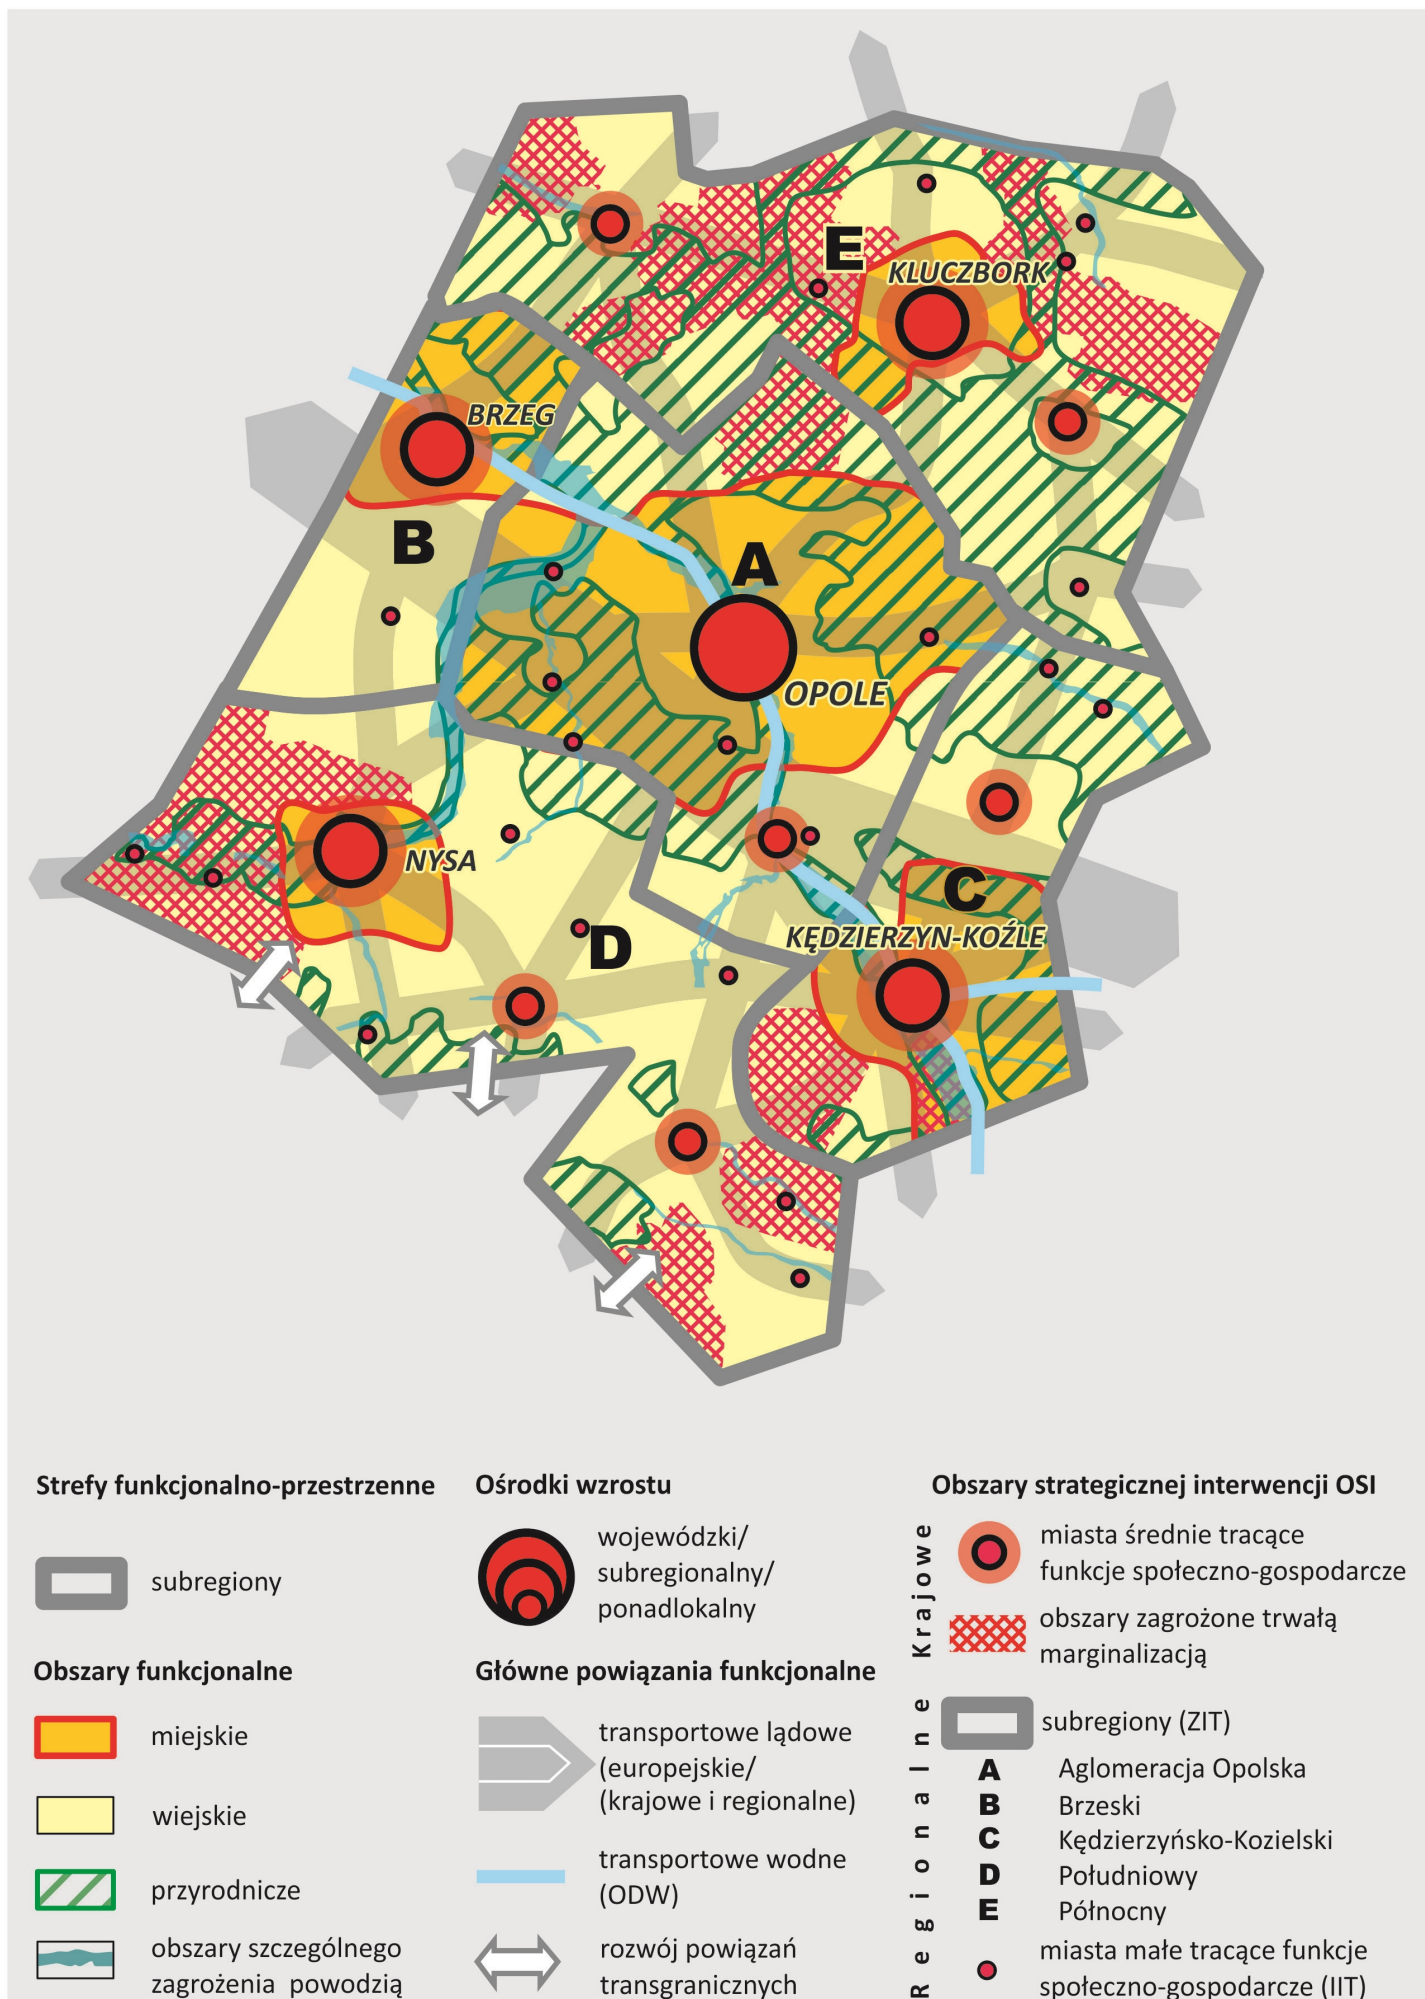 E
KLUCZBORK
BRZEG
B
A
OPOLE
NYSA
C
D
KĘDZIERZYN-KOŹLE
Strefy funkcjonalno-przestrzenne
subregiony
Obszary funkcjonalne
miejskie
wiejskie
przyrodnicze
obszary szczególnego
zagrożenia powodzią
Ośrodki wzrostu
wojewódzki/
subregionalny/
ponadlokalny
Główne powiązania funkcjonalne
transportowe lądowe
(europejskie/
(krajowe i regionalne)
transportowe wodne
(ODW)
rozwój powiązań
transgranicznych
Obszary strategicznej interwencji OSI
Krajowe
miasta średnie tracące
funkcje społeczno-gospodarcze
obszary zagrożone trwałą
marginalizacją
Regionalne
subregiony (ZIT)
A Aglomeracja Opolska
B Brzeski
C Kędzierzyńsko-Kozielski
D Południowy
E Północny
miasta małe tracące funkcje
społeczno-gospodarcze (IIT)